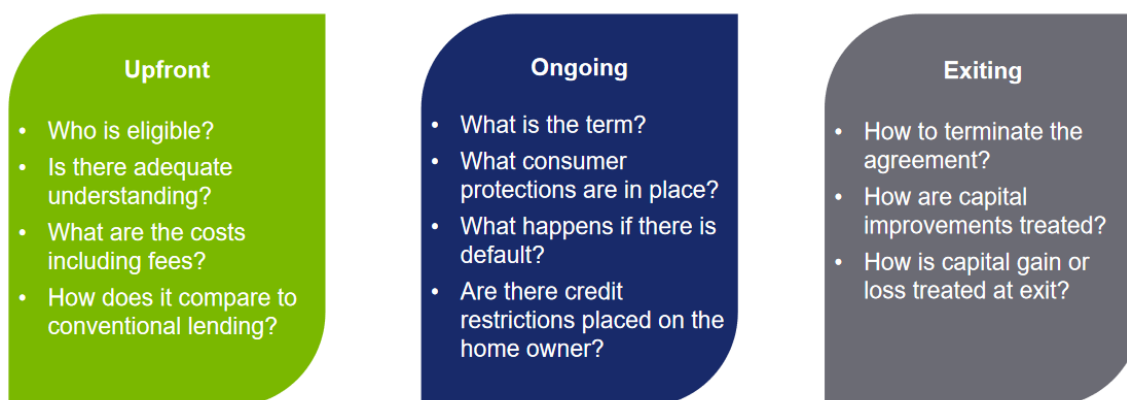 Upfront
• Who is eligible?
• Is there adequate
understanding?
• What are the costs
including fees?
• How does it compare to
conventional lending?
Ongoing
• What is the term?
• What consumer
protections are in place?
• What happens if there is
default?
• Are there credit
restrictions placed on the
home owner?
Exiting
• How to terminate the
agreement?
• How are capital
improvements treated?
• How is capital gain or
loss treated at exit?